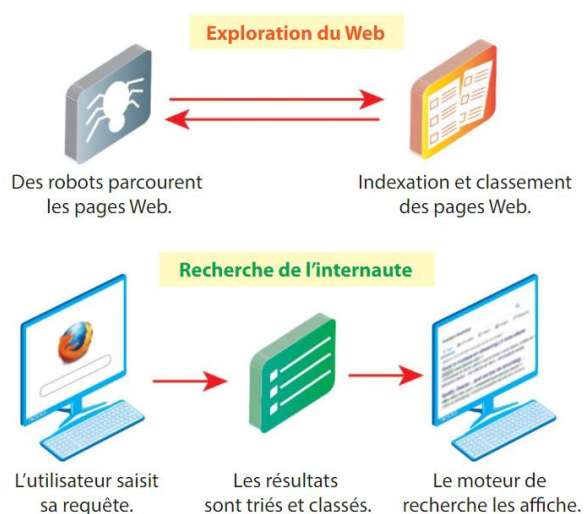 Exploration du Web
Des robots parcourent
les pages Web.
Indexation et classement
des pages Web.
Recherche de l'internaute
L'utilisateur saisit
sa requête.
Les résultats
sont triés et classés.
Le moteur de
recherche les affiche.